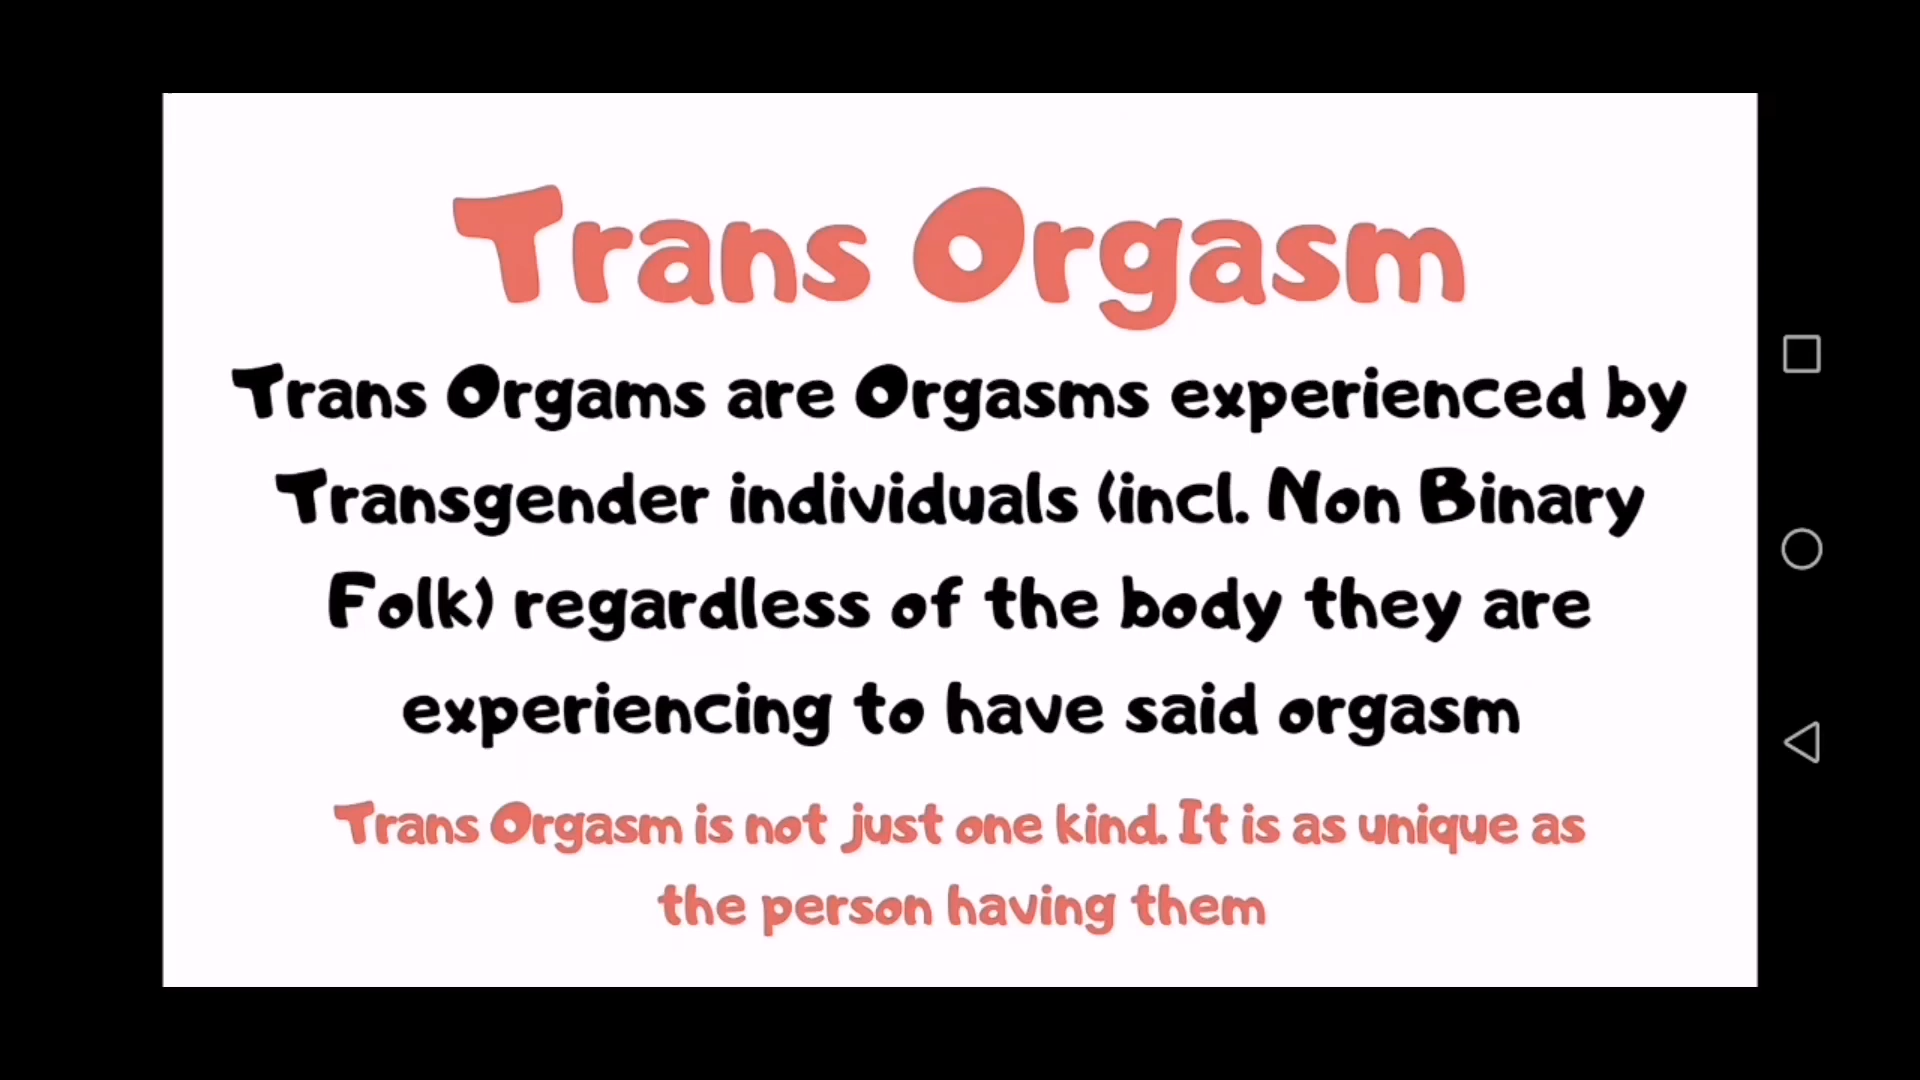 Trans Orgasm
Trans Orgams are Orgasms experienced by
Transgender individuals (incl. Non Binary
Folk) regardless of the body they are
experiencing to have said orgasm
Trans Orgasm is not just one kind. It is as unique as
the person having them